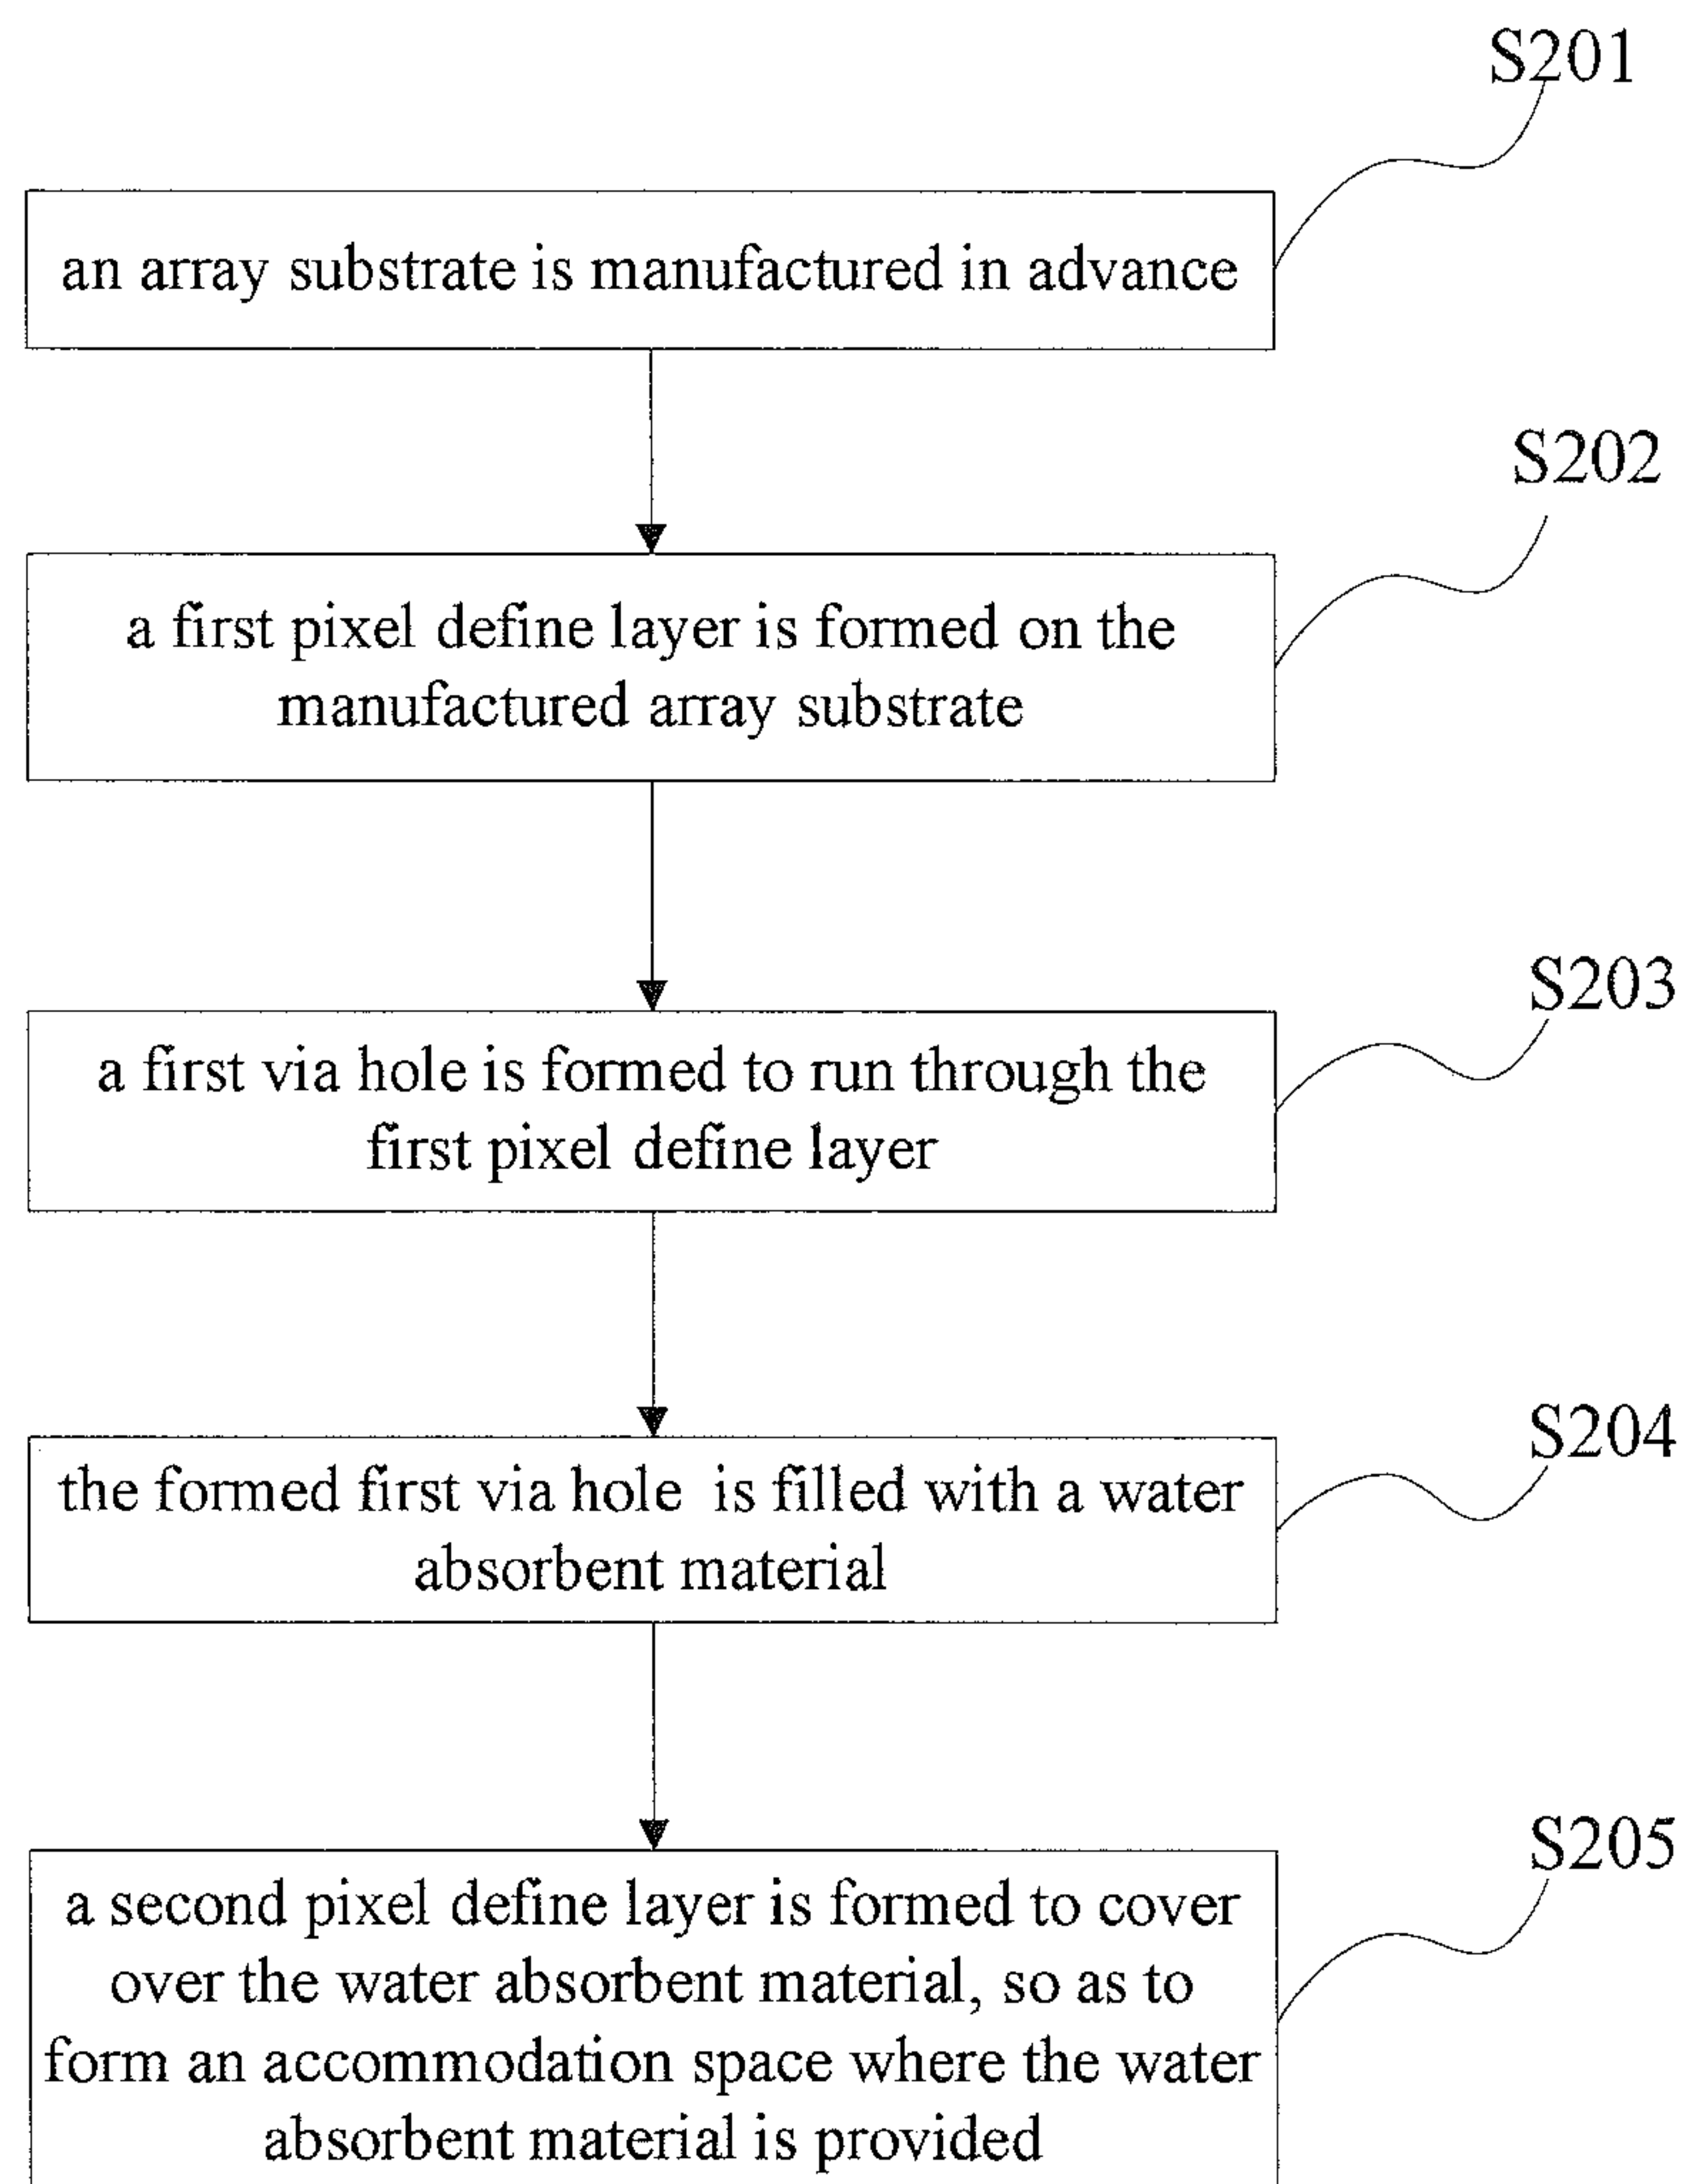 S201
an array substrate is manufactured in advance
S202
a first pixel define layer is formed on the
manufactured array substrate
S203
a first via hole is formed to run through the
first pixel define layer
S204
the formed first via hole is filled with a water
absorbent material
S205
a second pixel define layer is formed to cover
over the water absorbent material, so as to
form an accommodation space where the water
absorbent material is provided